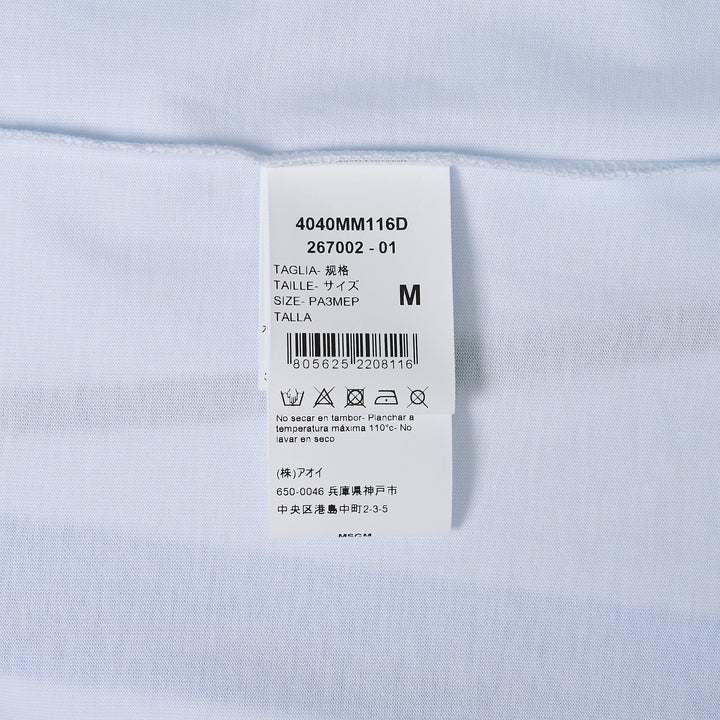 4040MM116D
267002 - 01
TAGLIA- 规格
TAILLE- サイズ
SIZE- РАЗМЕР
TALLA
M
805625 2208116
No secar en tambor- Planchar a
temperatura máxima 110°c- No
lavar en seco
(株)アオイ
650-0046 兵庫県神戸市
中央区港島中町2-3-5
MSGM